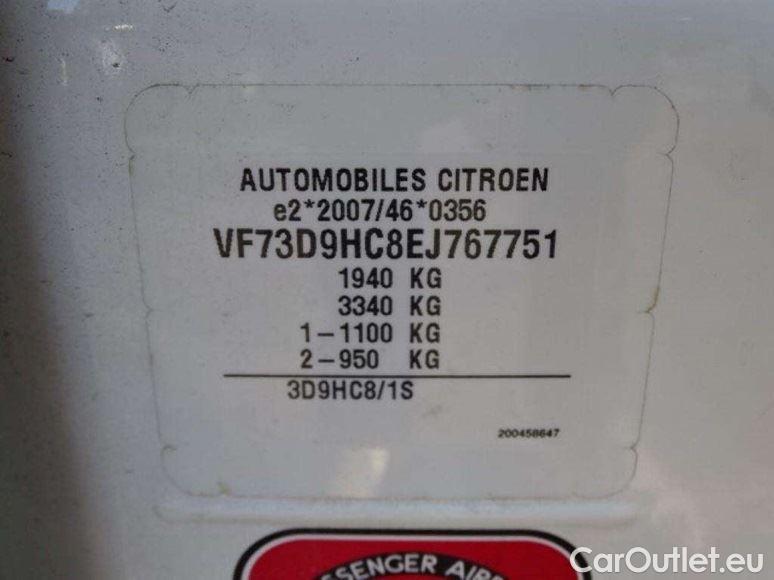 AUTOMOBILES CITROEN
e2*2007/46*0356
VF73D9HC8EJ767751
1940 KG
3340 KG
1-1100 KG
2-950 KG
3D9HC8/1S
200458647
CarOutlet.eu